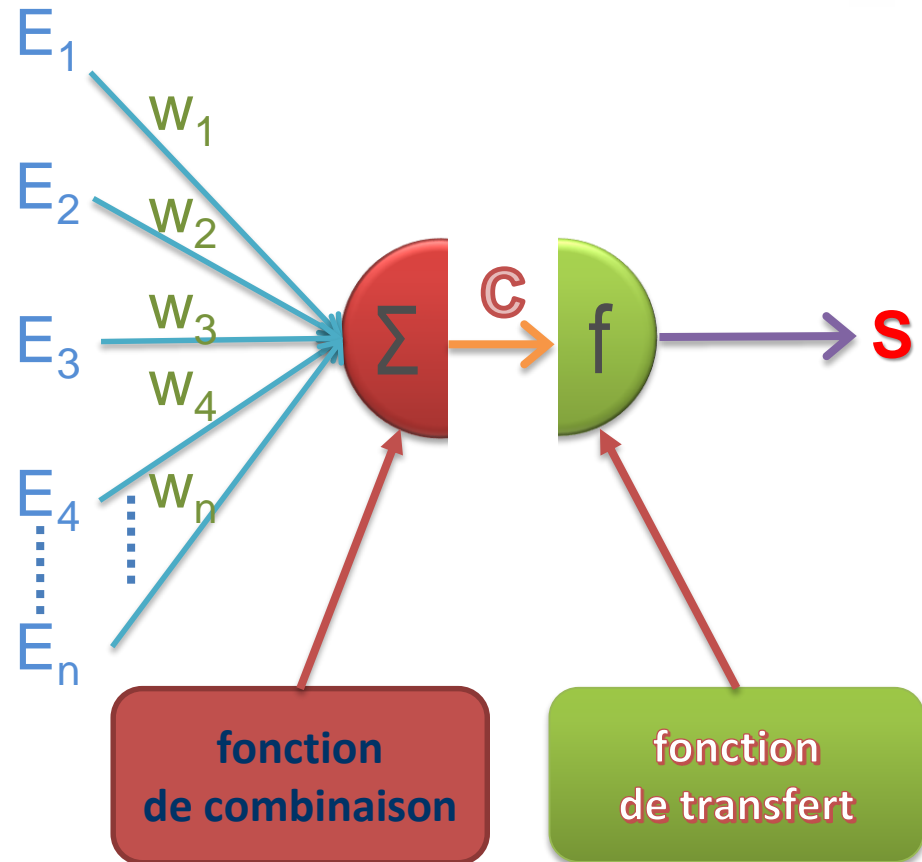 E1
w1
E2
w2
E3
w3
Σ
C
f
S
w4
E4
wn
En
fonction
de combinaison
fonction
de transfert